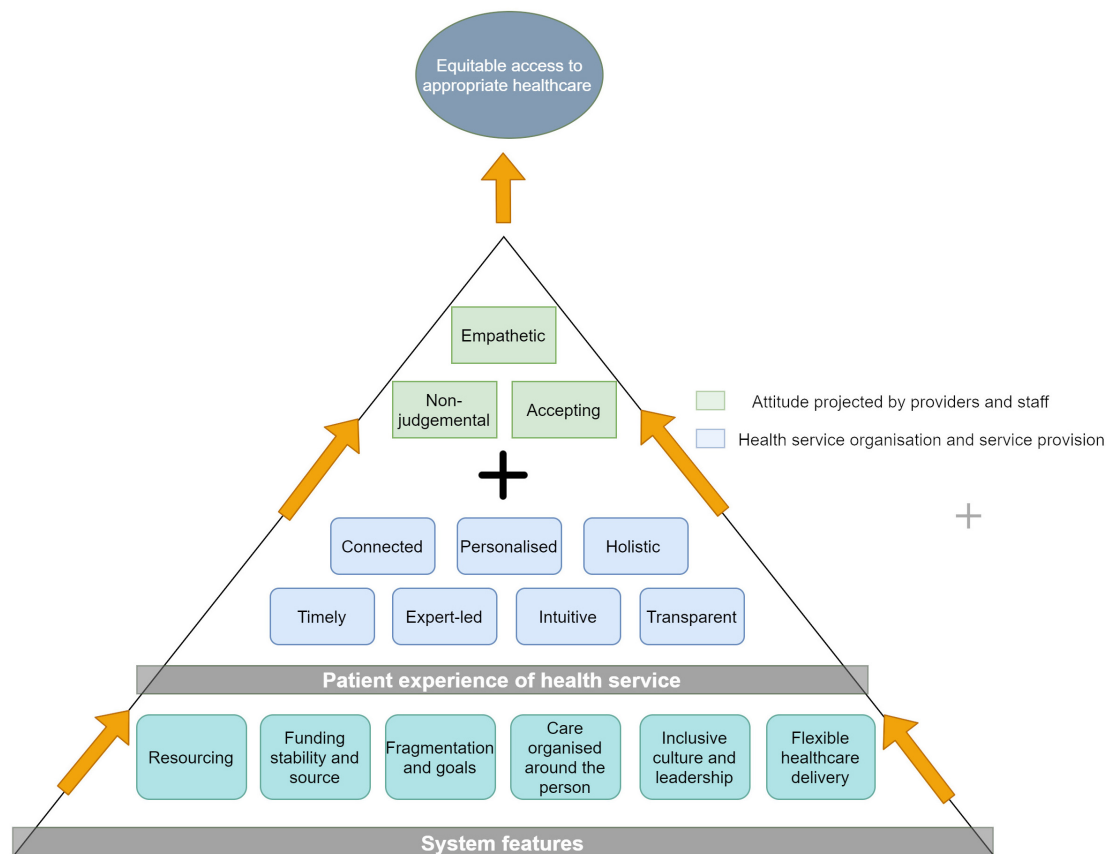 Equitable access to
appropriate healthcare
Empathetic
Non-
judgemental
Accepting
Attitude projected by providers and staff
Health service organisation and service provision
Connected
Personalised
Holistic
Timely
Expert-led
Intuitive
Transparent
Patient experience of health service
Resourcing
Funding
stability and
source
Fragmentation
and goals
Care
organised
around the
person
Inclusive
culture and
leadership
Flexible
healthcare
delivery
System features